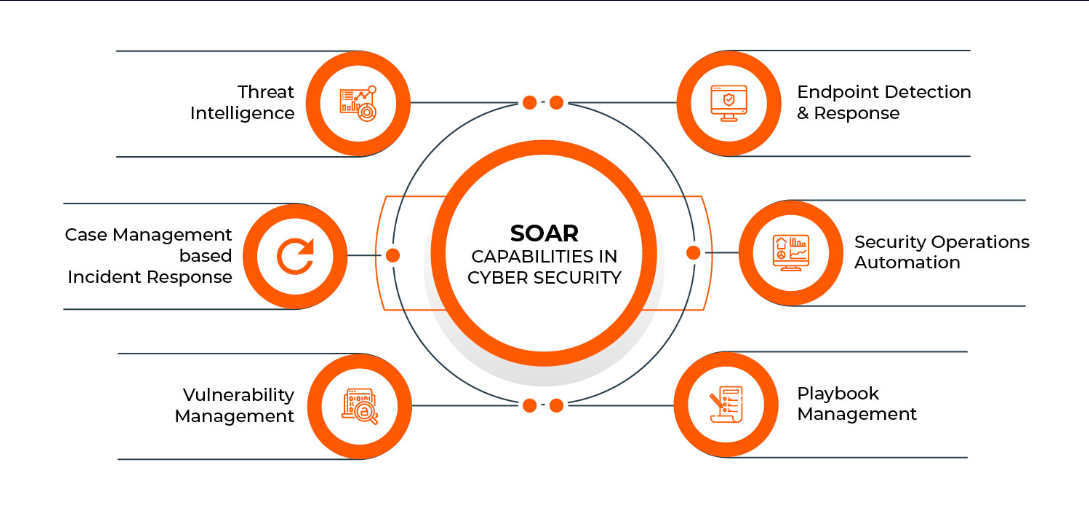 Threat
Intelligence
Endpoint Detection
& Response
Case Management
based
Incident Response
SOAR
CAPABILITIES IN
CYBER SECURITY
Security Operations
Automation
Vulnerability
Management
Playbook
Management